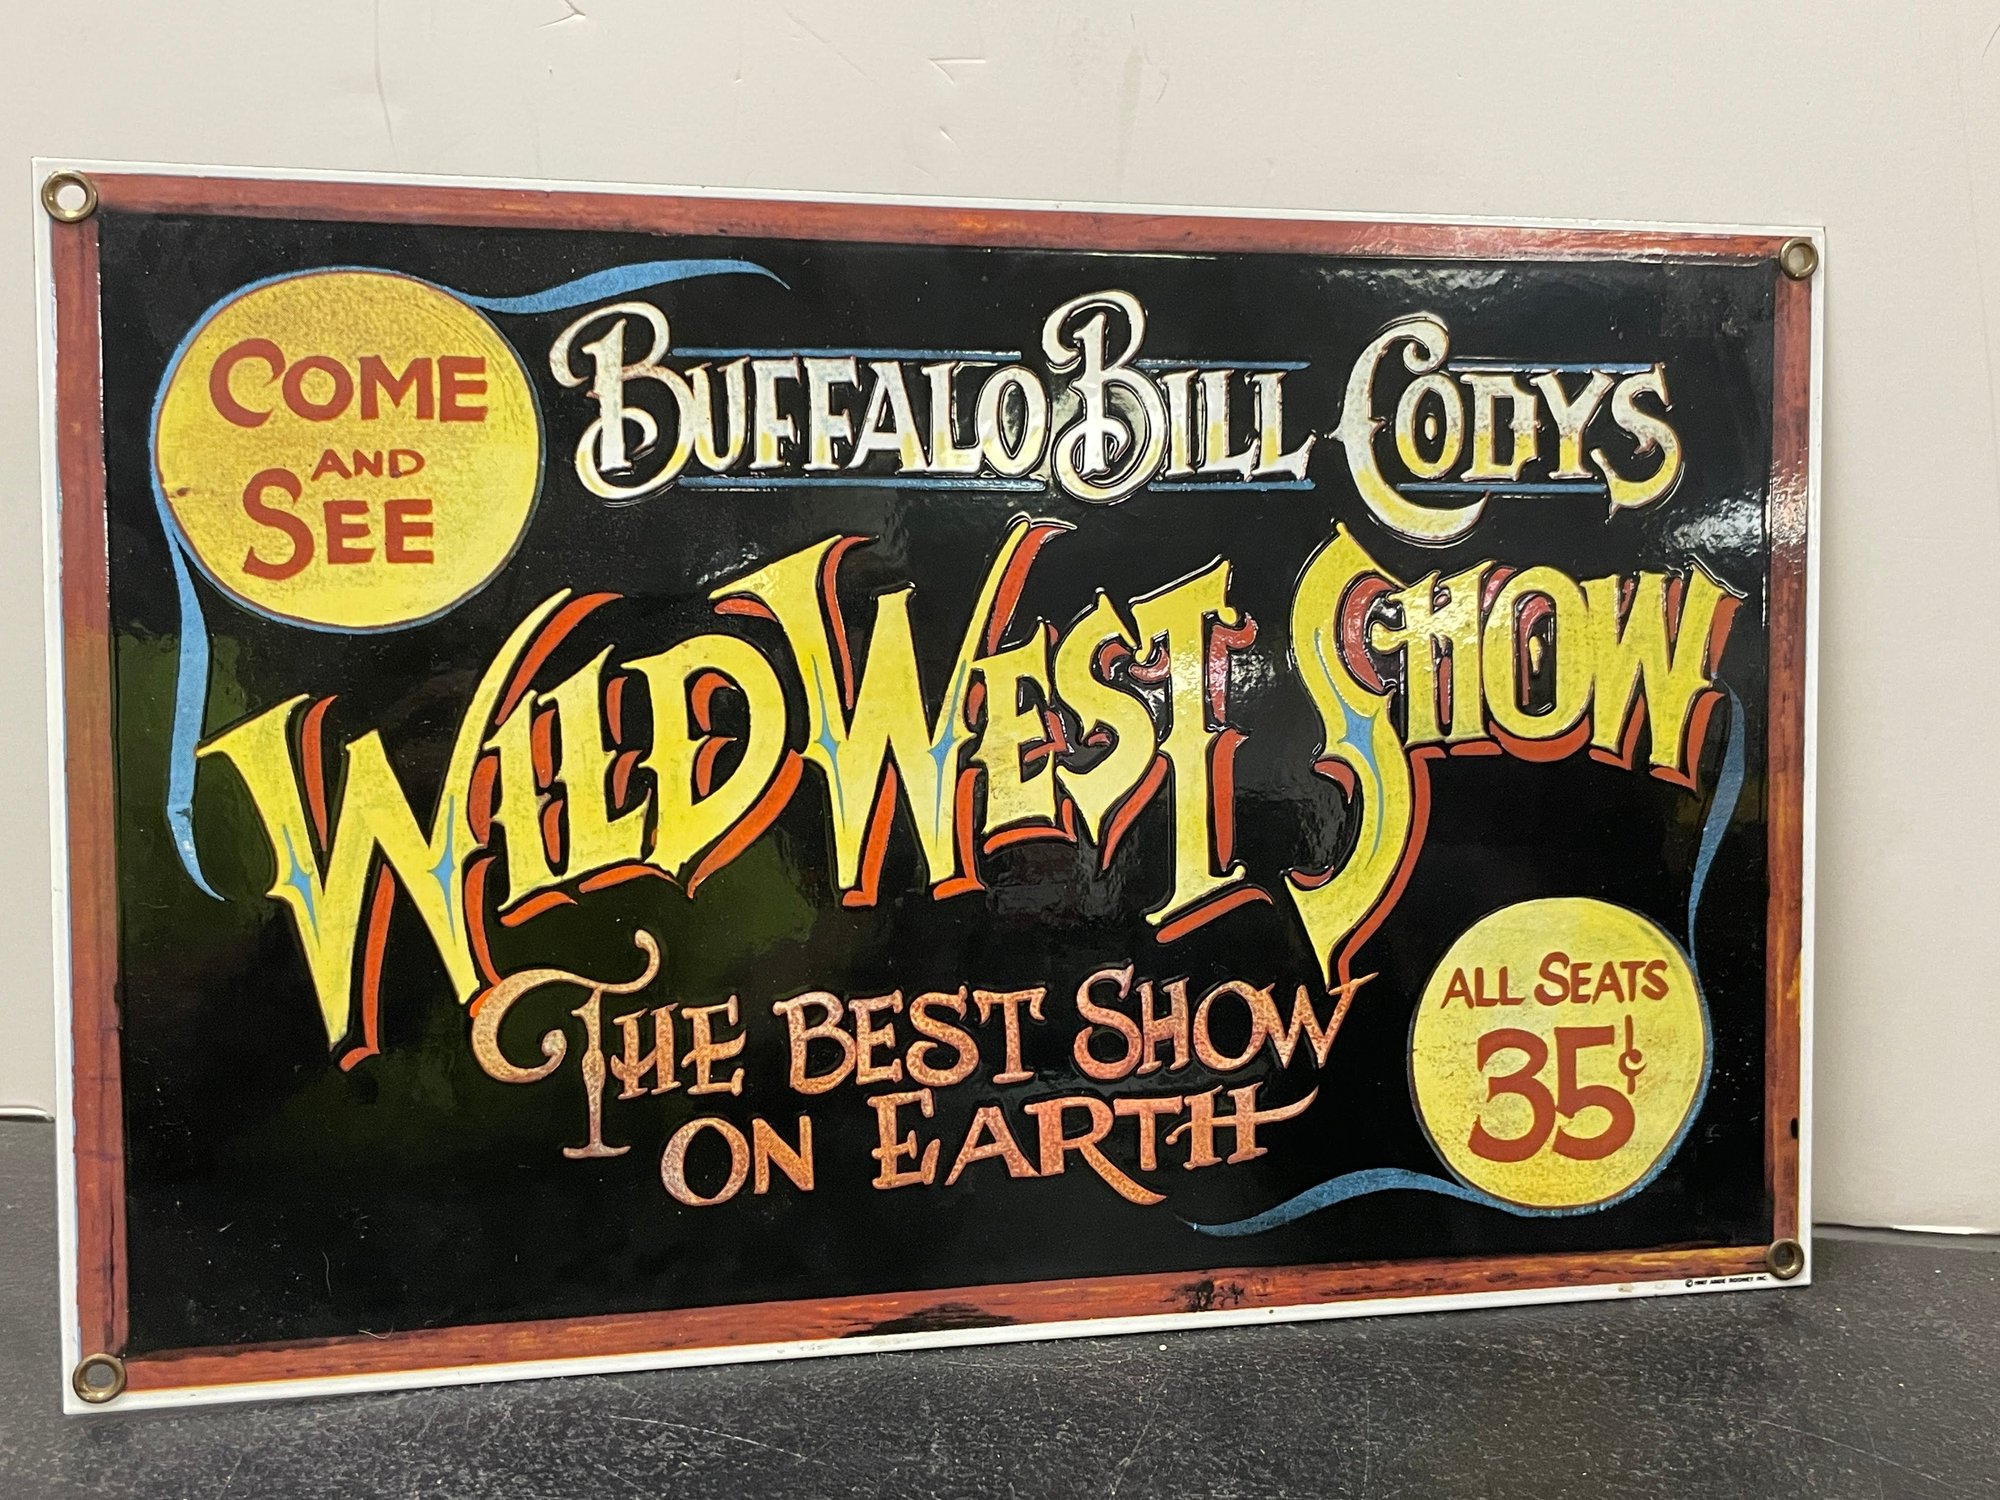 COME
AND
SEE
BUFFALO BILL CODYS
WILD WEST SHOW
THE BEST SHOW
ON EARTH
ALL SEATS
35¢